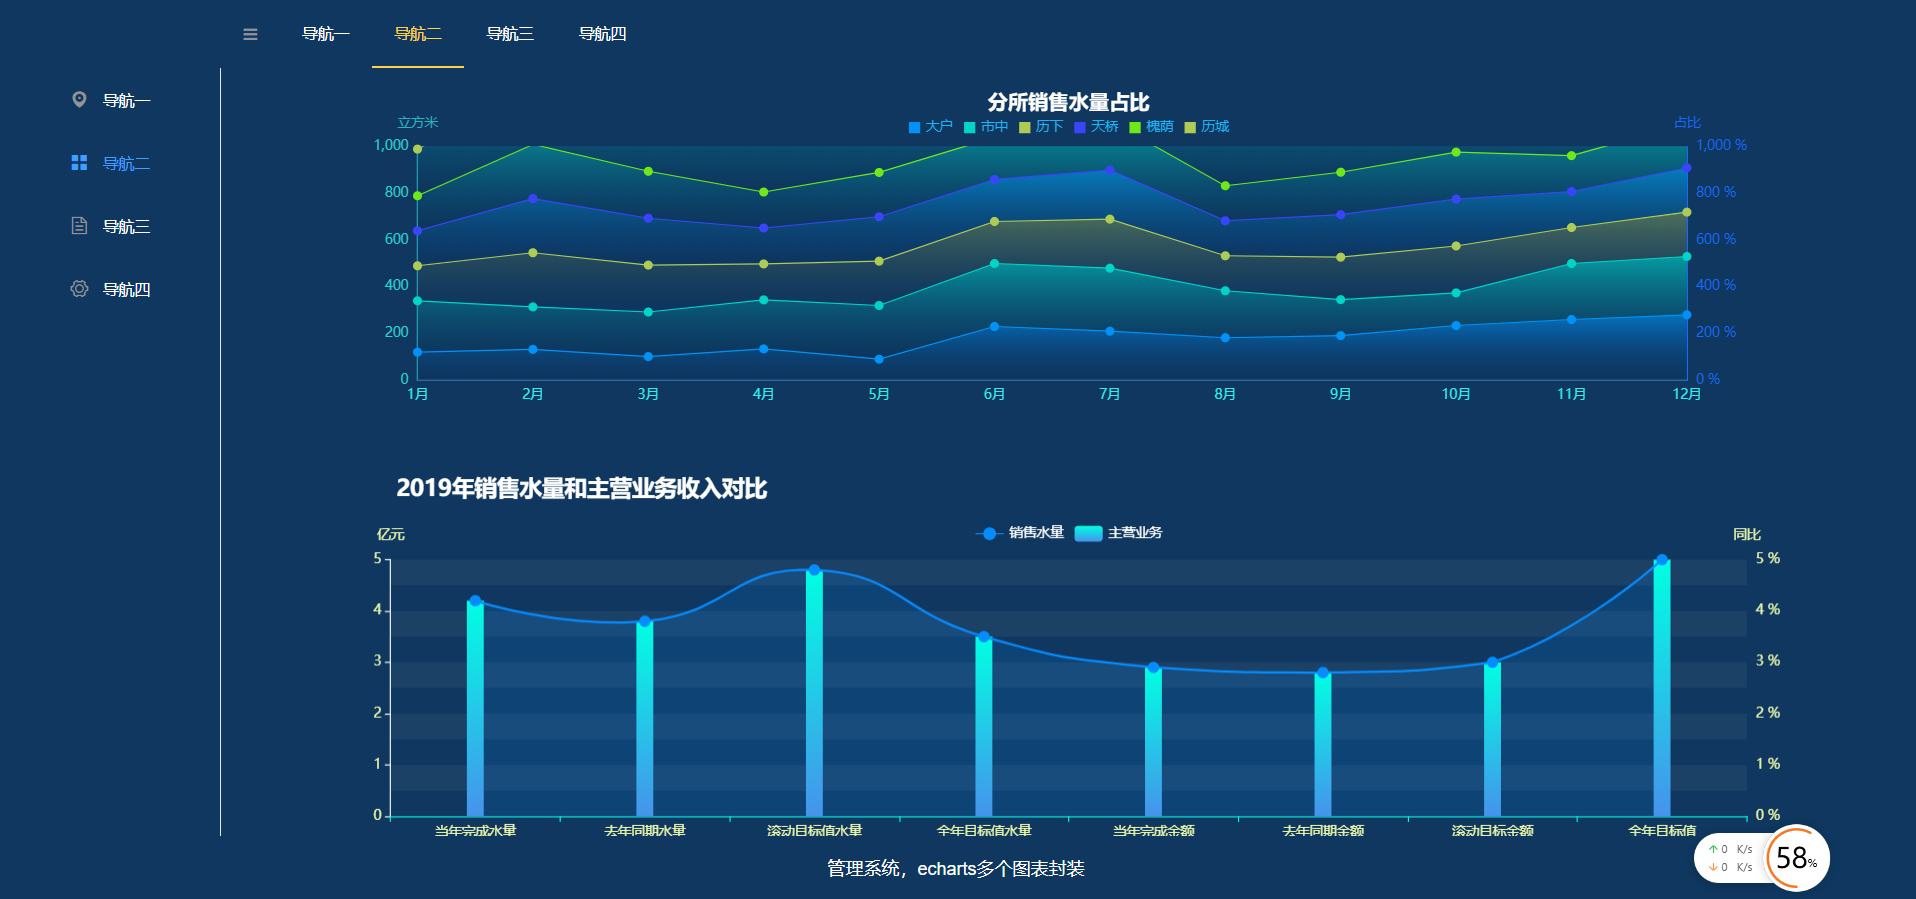 导航一 导航二 导航三 导航四
导航一
导航二
导航三
导航四
分所销售水量占比
立方米
大户 市中 历下 天桥 槐荫 历城
占比
1,000
800
600
400
200
0
1,000 %
800 %
600 %
400 %
200 %
0 %
1月 2月 3月 4月 5月 6月 7月 8月 9月 10月 11月 12月
2019年销售水量和主营业务收入对比
亿元
销售水量 主营业务
同比
5
4
3
2
1
0
5 %
4 %
3 %
2 %
1 %
0 %
当年完成水量 去年同期水量 滚动目标值水量 全年目标值水量 当年完成金额 去年同期金额 滚动目标金额 全年目标值
管理系统，echarts多个图表封装
0 K/s
0 K/s
58%